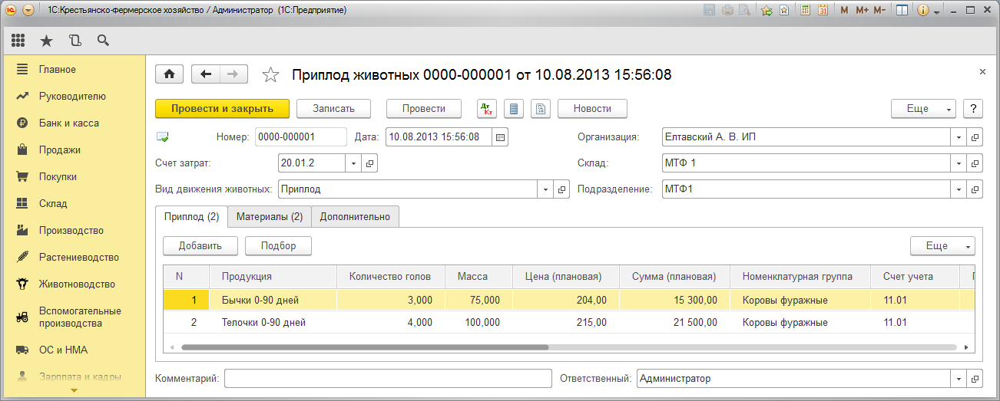 1С:Крестьянско-фермерское хозяйство / Администратор (1С:Предприятие)
M M+ M-
Главное
Руководителю
Банк и касса
Продажи
Покупки
Склад
Производство
Растениеводство
Животноводство
Вспомогательные
производства
ОС и НМА
Зарплата и кадры
Приплод животных 0000-000001 от 10.08.2013 15:56:08
Провести и закрыть Записать Провести Дт Кт Новости Еще ?
Номер: 0000-000001 Дата: 10.08.2013 15:56:08 Организация: Елтавский А. В. ИП
Счет затрат: 20.01.2 Склад: МТФ 1
Вид движения животных: Приплод Подразделение: МТФ1
Приплод (2) Материалы (2) Дополнительно
Добавить Подбор Еще
N Продукция Количество голов Масса Цена (плановая) Сумма (плановая) Номенклатурная группа Счет учета
1 Бычки 0-90 дней 3,000 75,000 204,00 15 300,00 Коровы фуражные 11.01
2 Телочки 0-90 дней 4,000 100,000 215,00 21 500,00 Коровы фуражные 11.01
Комментарий: Ответственный: Администратор